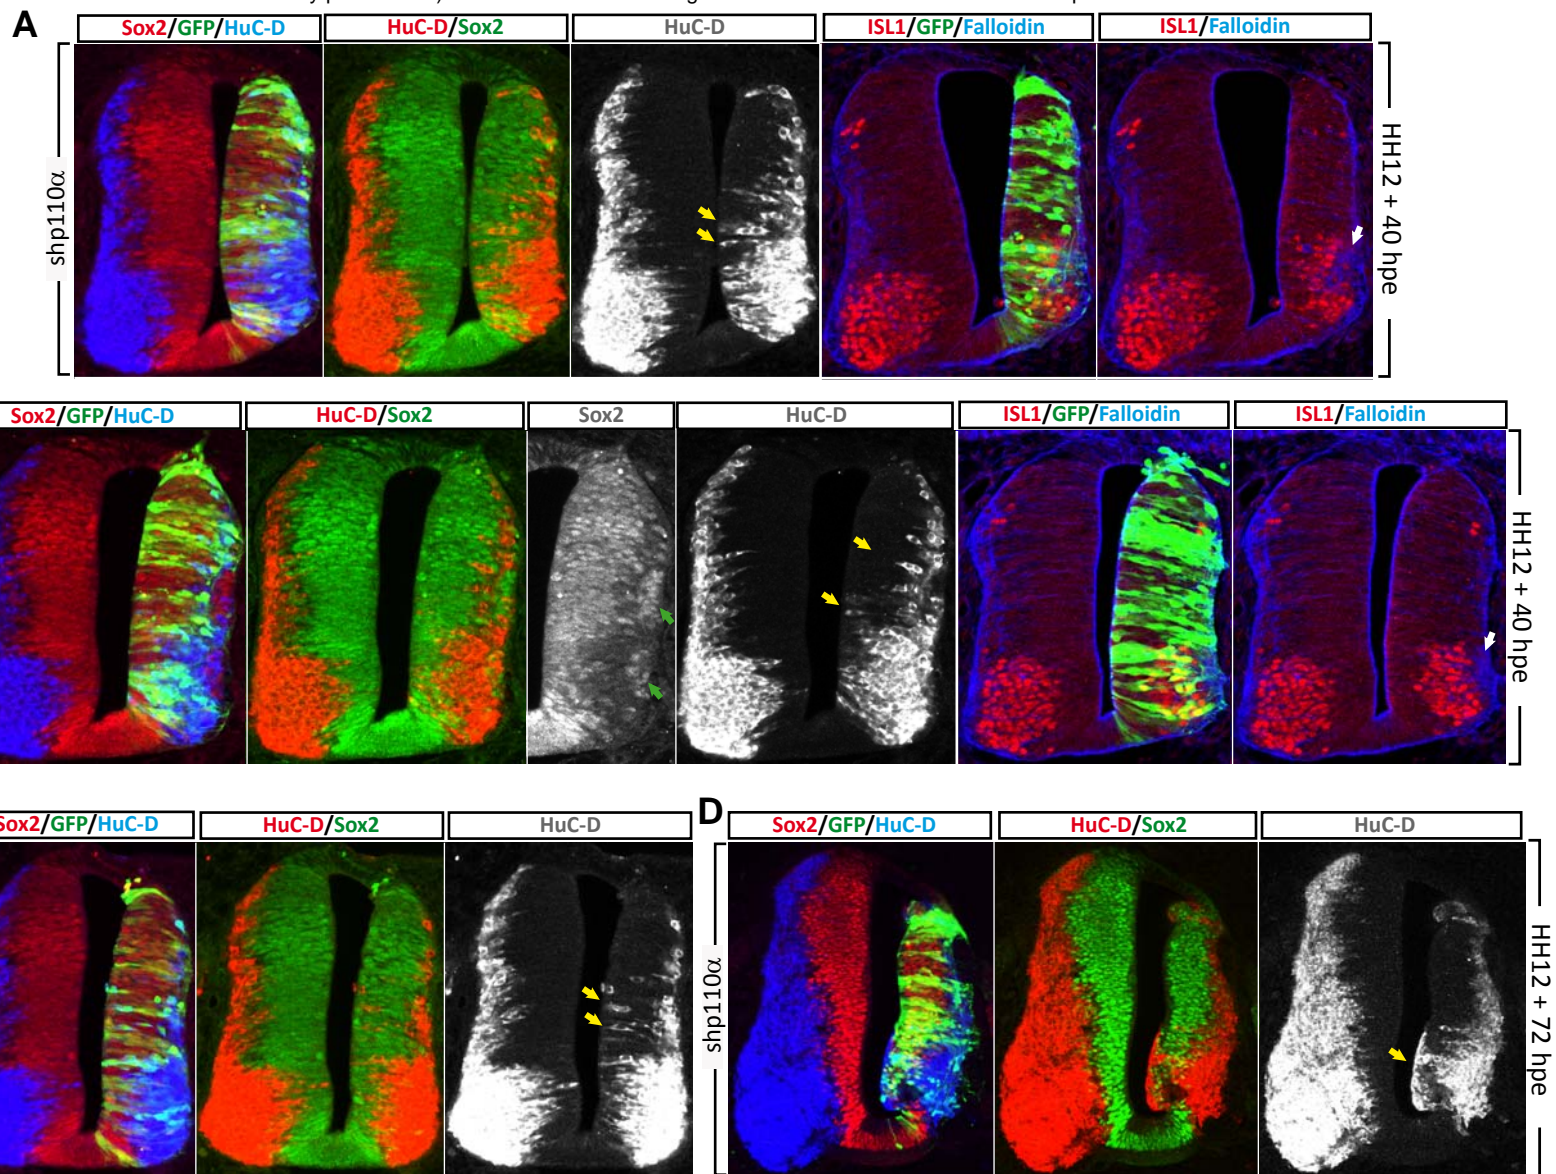 A
Sox2/GFP/HuC-D
HuC-D/Sox2
HuC-D
ISL1/GFP/Falloidin
ISL1/Falloidin
shp110α
HH12 + 40 hpe
Sox2/GFP/HuC-D
HuC-D/Sox2
Sox2
HuC-D
ISL1/GFP/Falloidin
ISL1/Falloidin
HH12 + 40 hpe
Sox2/GFP/HuC-D
HuC-D/Sox2
HuC-D
D
Sox2/GFP/HuC-D
HuC-D/Sox2
HuC-D
shp110α
HH12 + 72 hpe